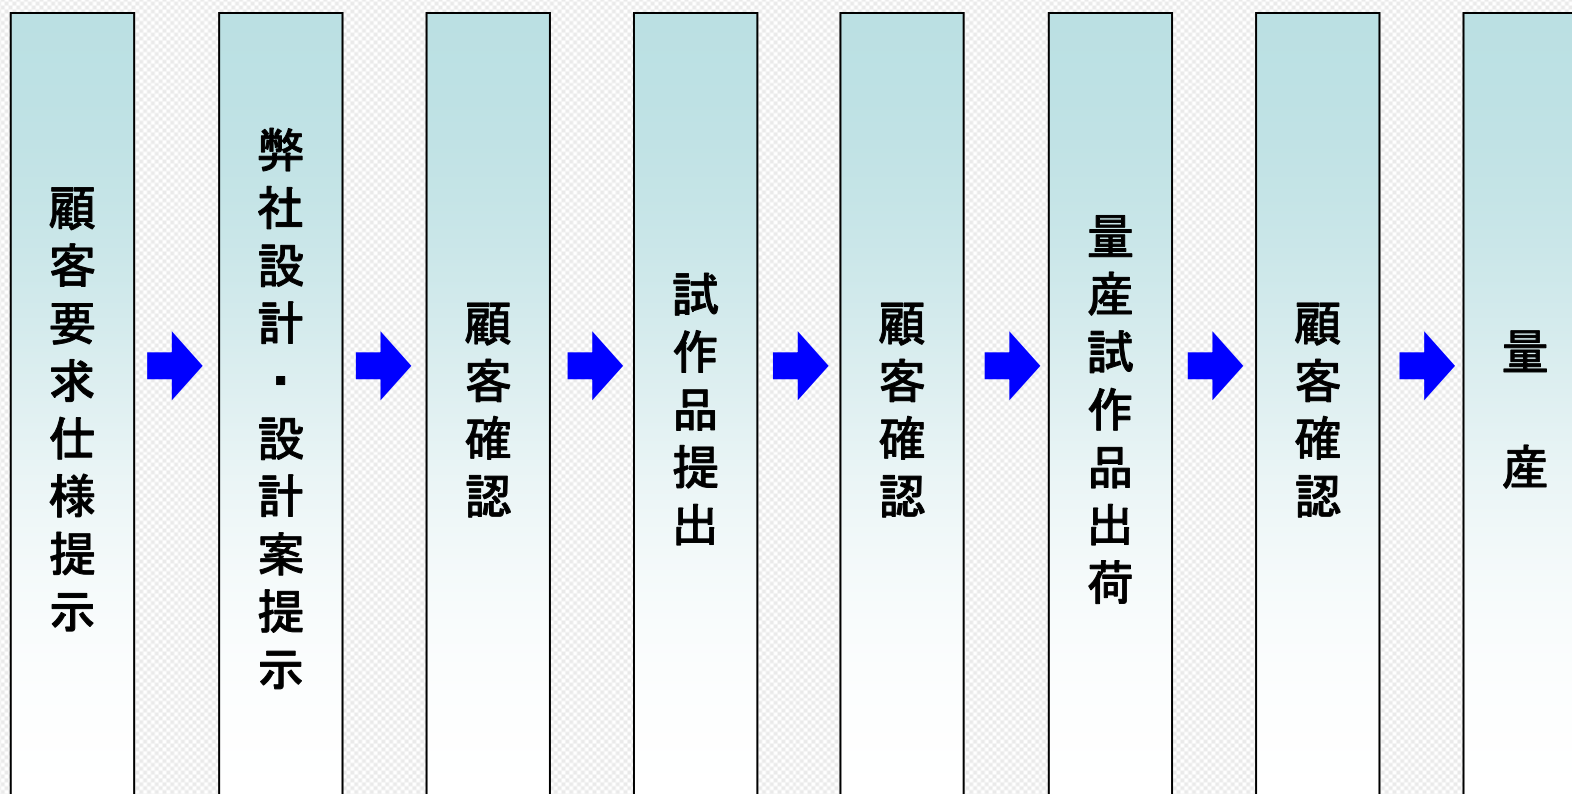 顧客要求仕様提示
弊社設計・設計案提示
顧客確認
試作品提出
顧客確認
量産試作品出荷
顧客確認
量産